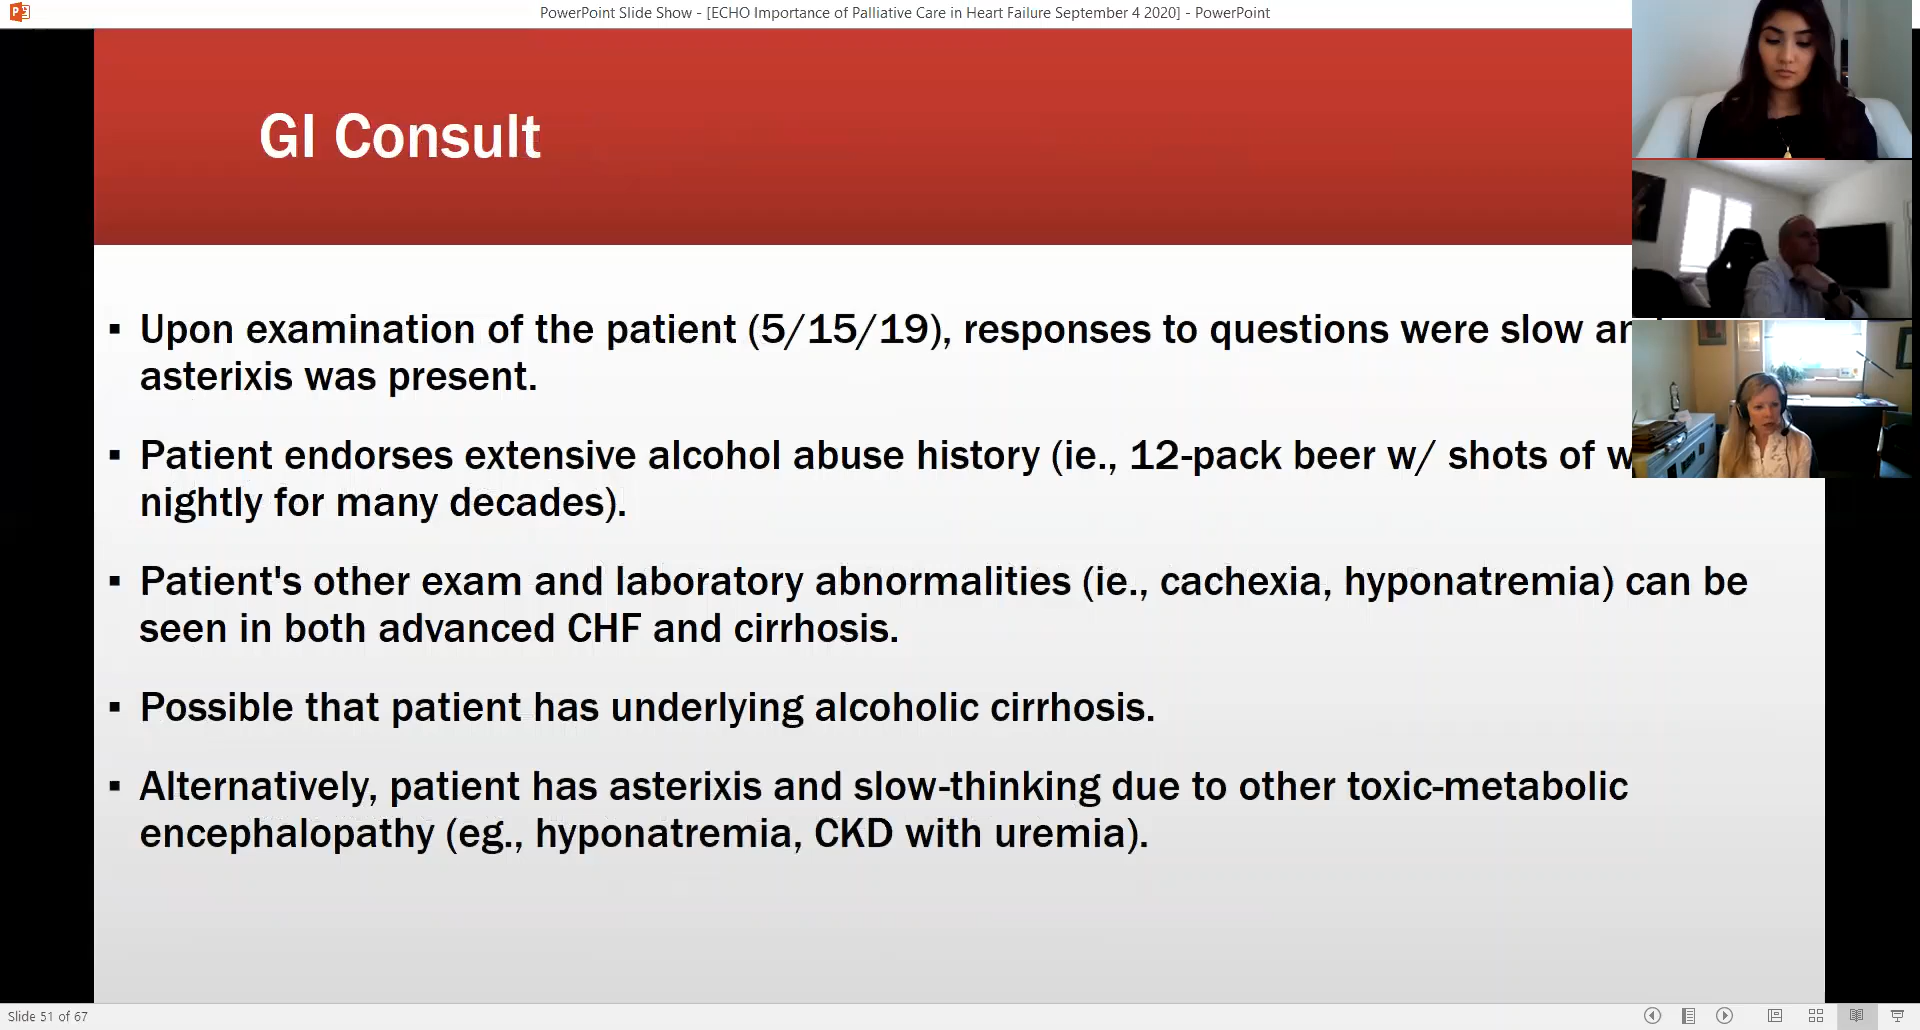 PowerPoint Slide Show - [ECHO Importance of Palliative Care in Heart Failure September 4 2020] - PowerPoint
GI Consult
▪ Upon examination of the patient (5/15/19), responses to questions were slow
asterixis was present.
▪ Patient endorses extensive alcohol abuse history (ie., 12-pack beer w/ shots of
nightly for many decades).
▪ Patient's other exam and laboratory abnormalities (ie., cachexia, hyponatremia) can be
seen in both advanced CHF and cirrhosis.
▪ Possible that patient has underlying alcoholic cirrhosis.
▪ Alternatively, patient has asterixis and slow-thinking due to other toxic-metabolic
encephalopathy (eg., hyponatremia, CKD with uremia).
Slide 51 of 67